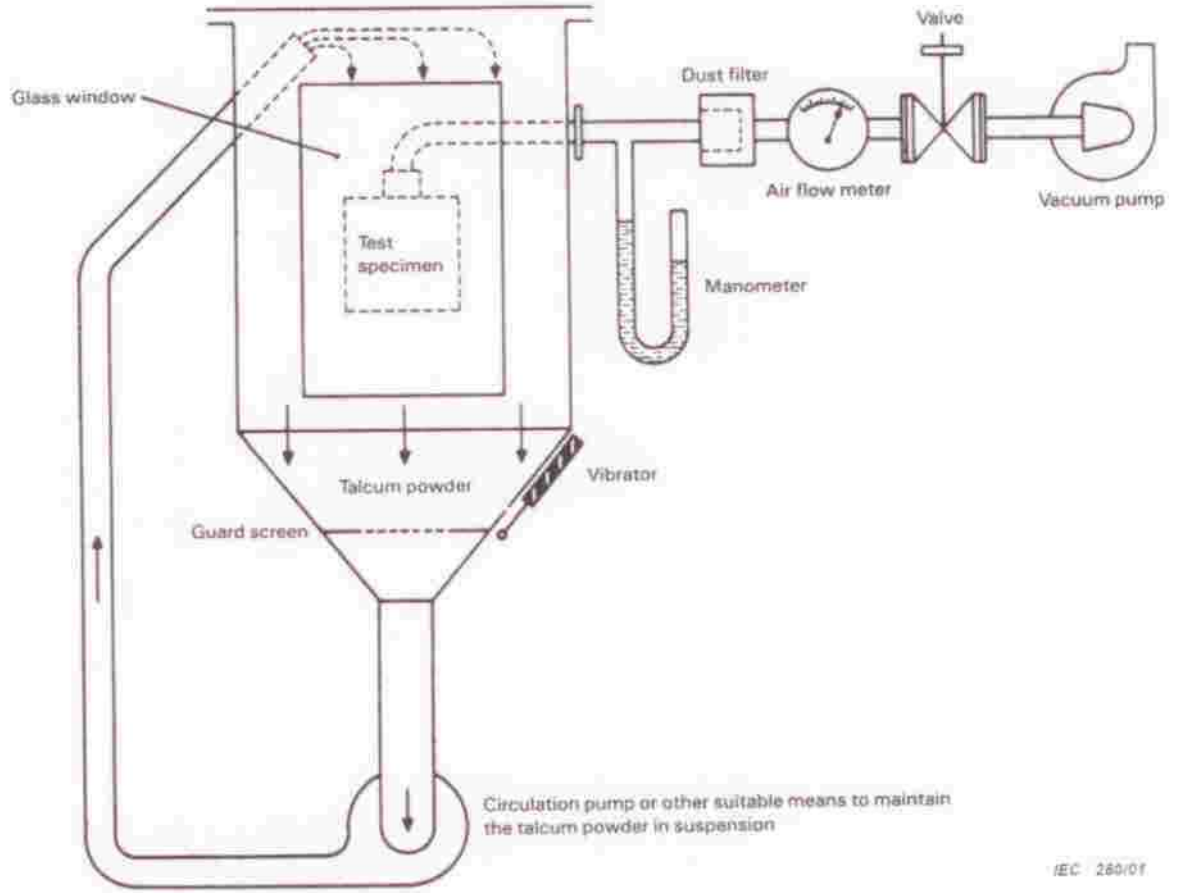 Valve
Dust filter
Glass window
Air flow meter
Vacuum pump
Test
specimen
Manometer
Talcum powder
Vibrator
Guard screen
Circulation pump or other suitable means to maintain
the talcum powder in suspension
IEC 280/01